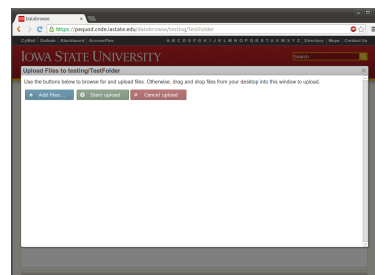 Databrowse
https://pequod.cnde.iastate.edu/databrowse/testing/TestFolder
CyMail Outlook Blackboard AccessPlus A B C D E F G H I J K L M N O P Q R S T U V W X Y Z Directory Maps Contact Us
IOWA STATE UNIVERSITY
Search
Upload Files to testing/TestFolder
Use the buttons below to browse for and upload files. Otherwise, drag and drop files from your desktop into this window to upload.
Add files... Start upload Cancel upload